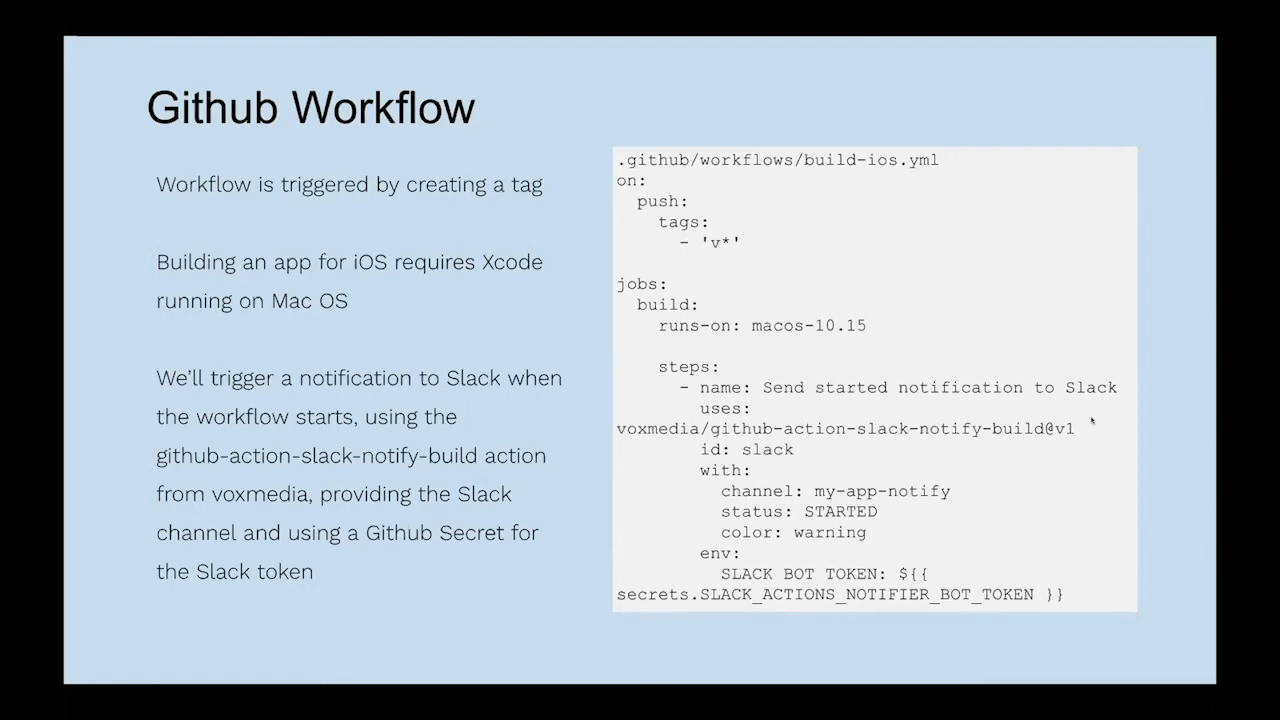 Github Workflow
Workflow is triggered by creating a tag
Building an app for iOS requires Xcode
running on Mac OS
We'll trigger a notification to Slack when
the workflow starts, using the
github-action-slack-notify-build action
from voxmedia, providing the Slack
channel and using a Github Secret for
the Slack token
.github/workflows/build-ios.yml
on:
  push:
    tags:
      - 'v*'
jobs:
  build:
    runs-on: macos-10.15
    steps:
      - name: Send started notification to Slack
        uses:
voxmedia/github-action-slack-notify-build@v1
        id: slack
        with:
          channel: my-app-notify
          status: STARTED
          color: warning
        env:
          SLACK_BOT_TOKEN: ${{
secrets.SLACK_ACTIONS_NOTIFIER_BOT_TOKEN }}